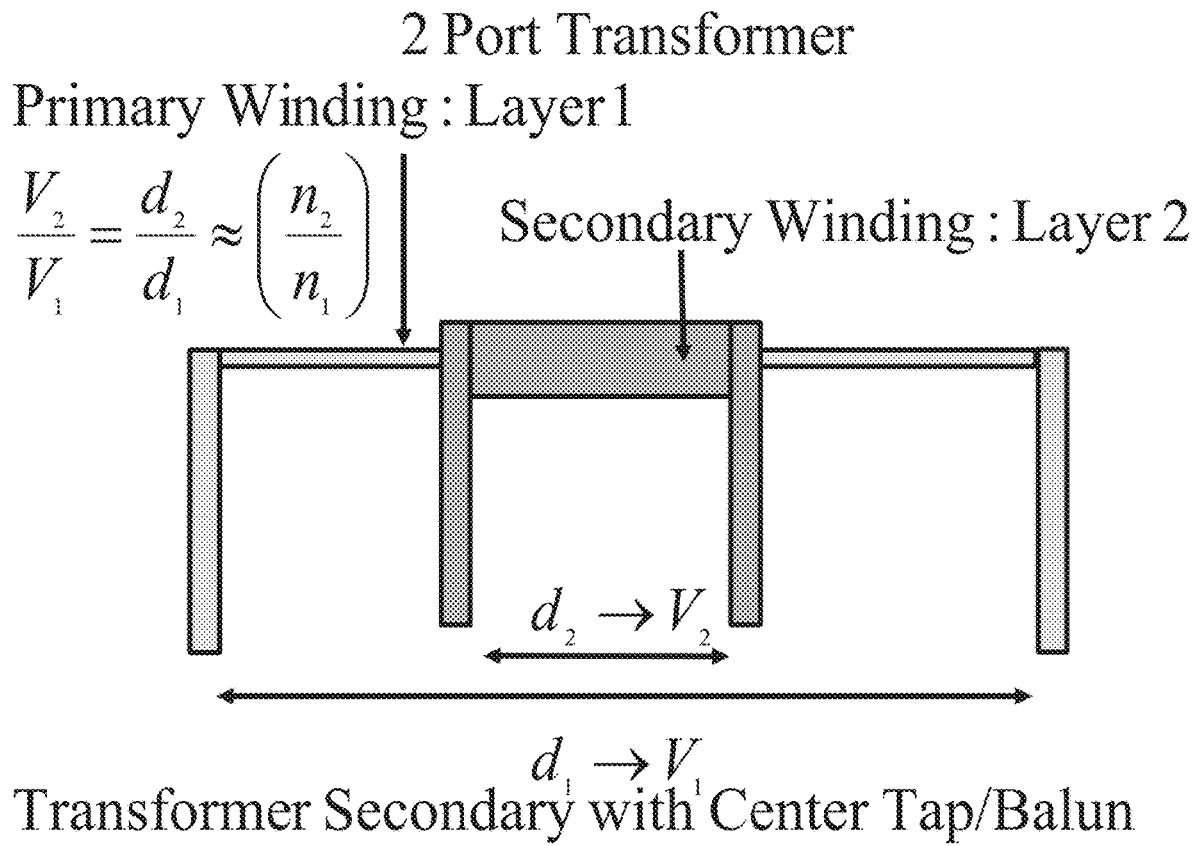 2 Port Transformer
Primary Winding : Layer 1
V₂/V₁ = d₂/d₁ ≈ (n₂/n₁)
Secondary Winding : Layer 2
d₂ → V₂
d₁ → V₁
Transformer Secondary with Center Tap/Balun